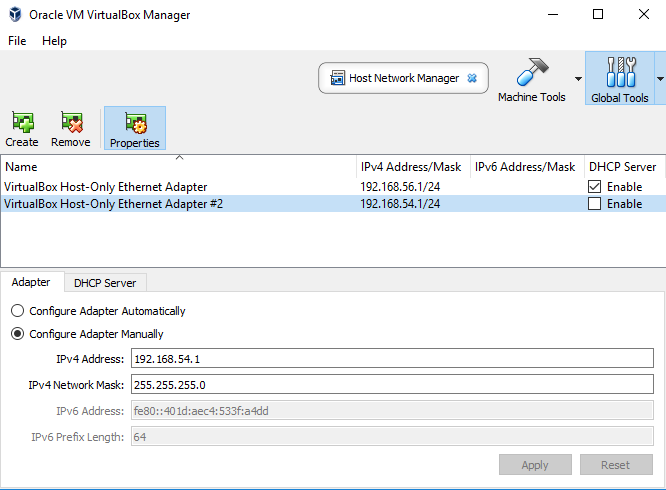 Oracle VM VirtualBox Manager
File Help
Host Network Manager
Machine Tools
Global Tools
Create Remove Properties
Name IPv4 Address/Mask IPv6 Address/Mask DHCP Server
VirtualBox Host-Only Ethernet Adapter 192.168.56.1/24 Enable
VirtualBox Host-Only Ethernet Adapter #2 192.168.54.1/24 Enable
Adapter DHCP Server
Configure Adapter Automatically
Configure Adapter Manually
IPv4 Address: 192.168.54.1
IPv4 Network Mask: 255.255.255.0
IPv6 Address: fe80::401d:aec4:533f:a4dd
IPv6 Prefix Length: 64
Apply Reset